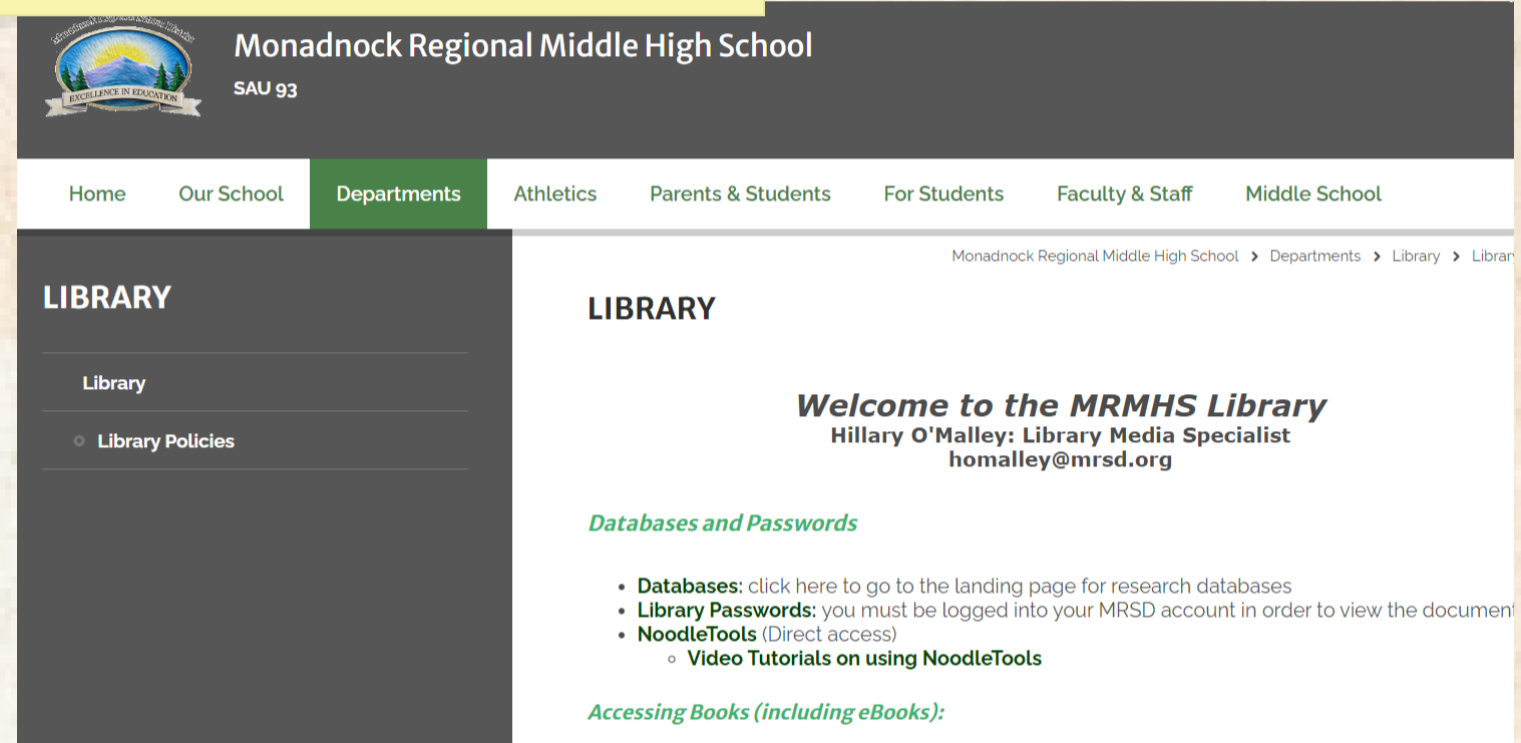 Monadnock Regional Middle High School
SAU 93
EXCELLENCE IN EDUCATION
Home Our School Departments Athletics Parents & Students For Students Faculty & Staff Middle School
Monadnock Regional Middle High School > Departments > Library >
LIBRARY
Library
Library Policies
LIBRARY
Welcome to the MRMHS Library
Hillary O'Malley: Library Media Specialist
homalley@mrsd.org
Databases and Passwords
• Databases: click here to go to the landing page for research databases
• Library Passwords: you must be logged into your MRSD account in order to view the document
• NoodleTools (Direct access)
◦ Video Tutorials on using NoodleTools
Accessing Books (including eBooks):